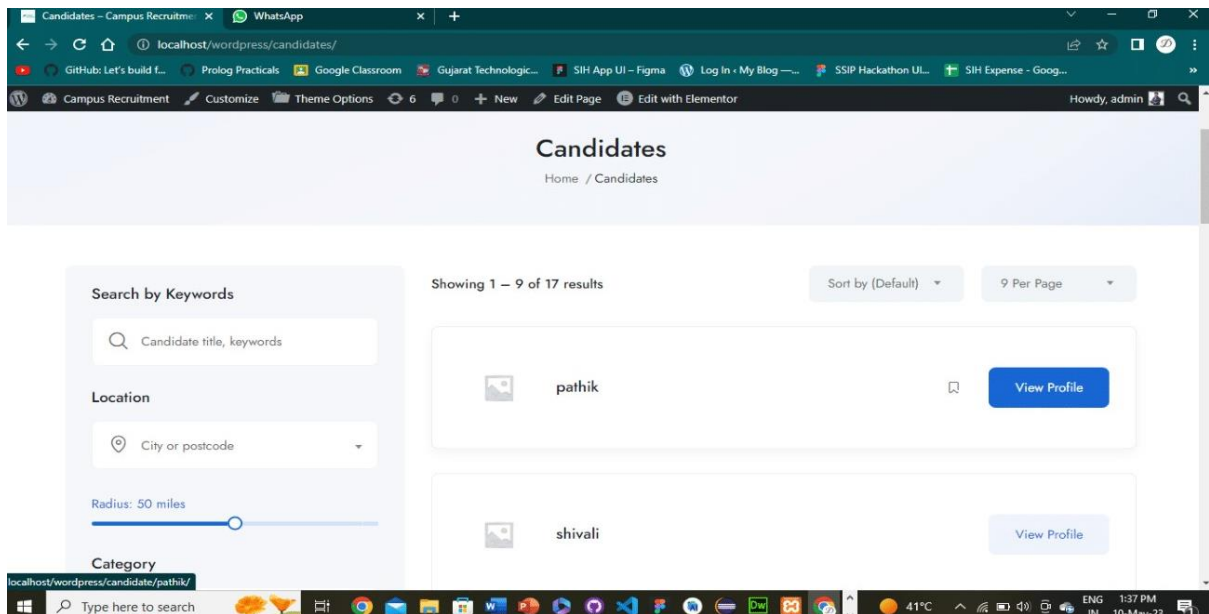 Candidates – Campus Recruitme
WhatsApp
localhost/wordpress/candidates/
GitHub: Let's build f...
Prolog Practicals
Google Classroom
Gujarat Technologic...
SIH App UI – Figma
Log In ‹ My Blog —...
SSIP Hackathon UI...
SIH Expense - Goog...
Campus Recruitment
Customize
Theme Options
6
0
New
Edit Page
Edit with Elementor
Howdy, admin
Candidates
Home / Candidates
Search by Keywords
Candidate title, keywords
Location
City or postcode
Radius: 50 miles
Category
Showing 1 – 9 of 17 results
Sort by (Default)
9 Per Page
pathik
View Profile
shivali
View Profile
localhost/wordpress/candidate/pathik/
Type here to search
41°C
ENG
IN
1:37 PM